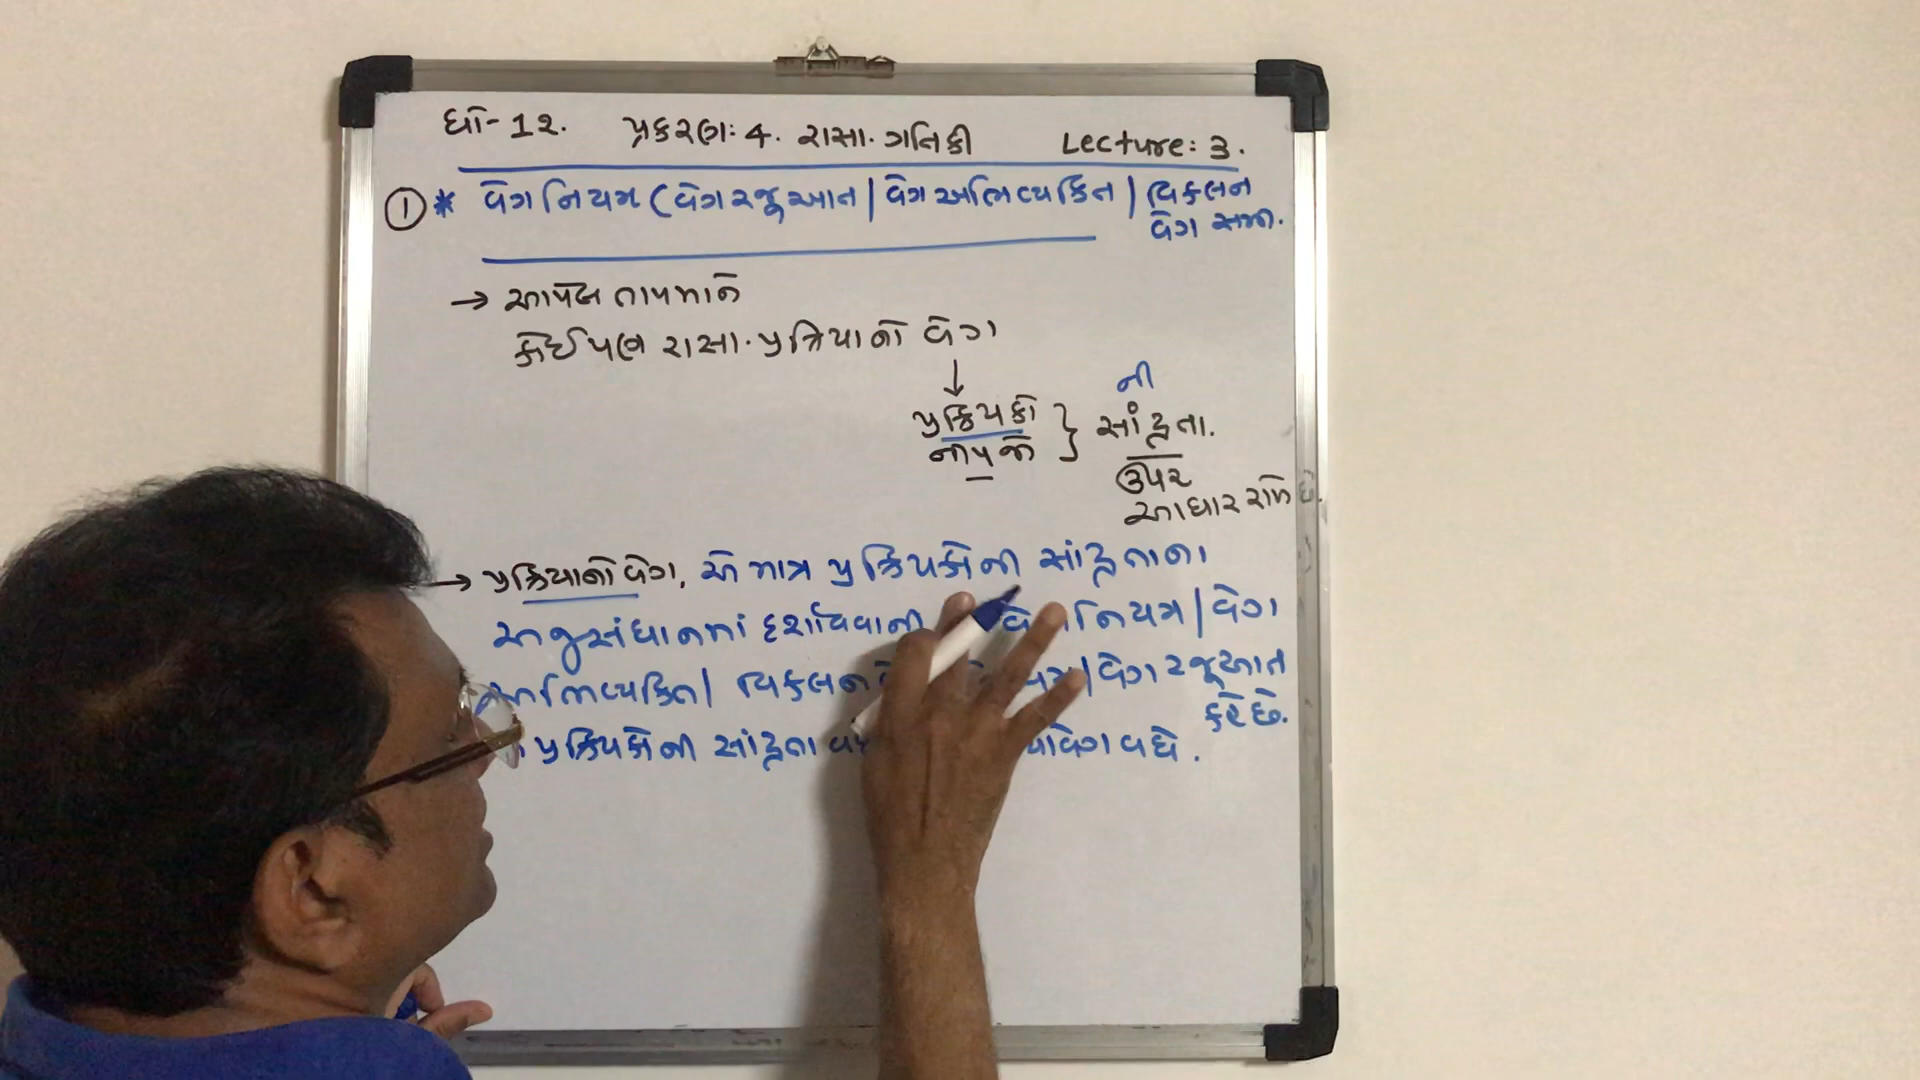 ધો-12. પ્રકરણ: 4. રાસા. ગતિકી Lecture: 3.
① * વેગ નિયમ (વેગ રજૂઆત | વેગ અભિવ્યકિત | વિકલન
વેગ સમી.
→ આપેલ તાપમાને
કોઈપણ રાસા. પ્રક્રિયાનો વેગ
↓ ની
પ્રક્રિયકો } સાંદ્રતા.
નીપજો ઉપર
આધાર રાખે છે.
→ પ્રક્રિયાનો વેગ, એ માત્ર પ્રક્રિયકોની સાંદ્રતાના
અનુસંધાનમાં દર્શાવવાની નિયમ | વેગ
અભિવ્યકિત | વિકલન | વેગ રજૂઆત
કરે છે.
પ્રક્રિયકોની સાંદ્રતા વધે.